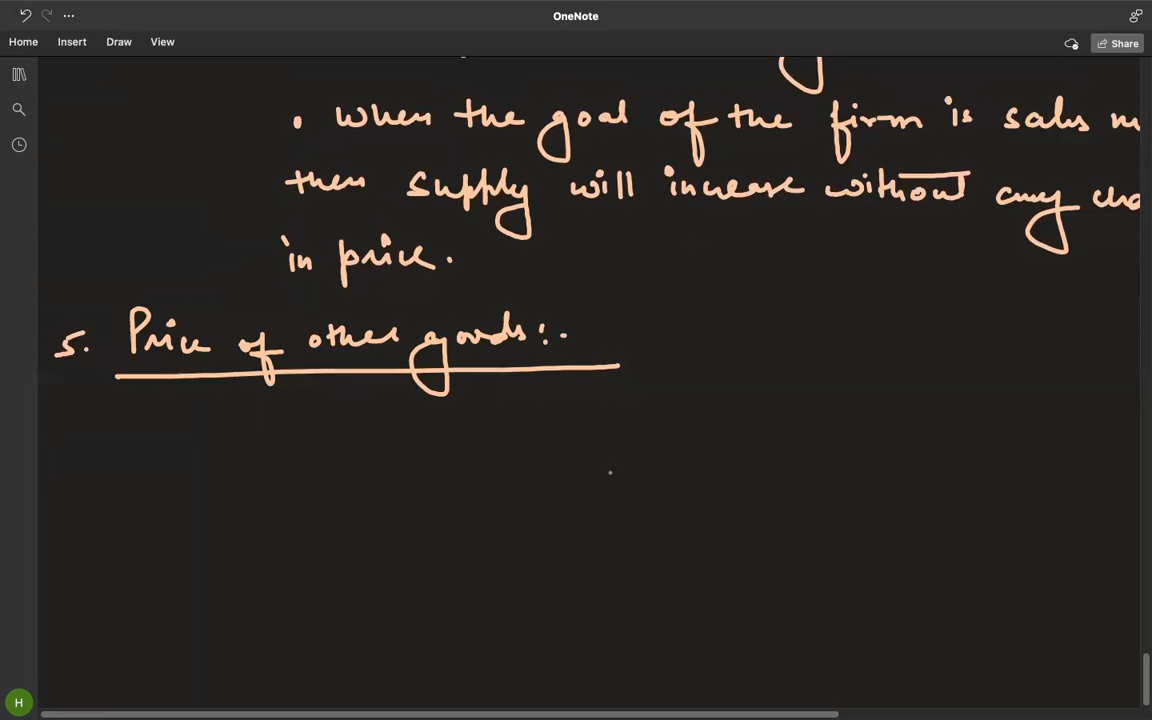 OneNote
Home Insert Draw View Share
. when the goal of the firm is sales
then supply will increase without any
in price.
5. Price of other goods :-
H